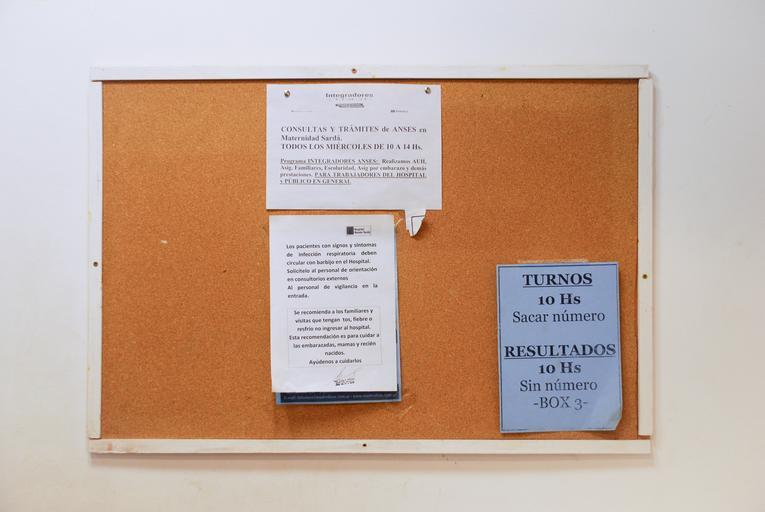 Integradores
CONSULTAS Y TRÁMITES de ANSES en
Maternidad Sardá.
TODOS LOS MIÉRCOLES DE 10 A 14 Hs.
Programa INTEGRADORES ANSES: Realizamos AUH,
Asig. Familiares, Escolaridad, Asig por embarazo y demás
prestaciones. PARA TRABAJADORES DEL HOSPITAL
y PÚBLICO EN GENERAL
Los pacientes con signos y síntomas
de infección respiratoria deben
circular con barbijo en el Hospital.
Solicítelo al personal de orientación
en consultorios externos
Al personal de vigilancia en la
entrada.
Se recomienda a los familiares y
visitas que tengan tos, fiebre o
resfrío no ingresar al hospital.
Esta recomendación es para cuidar a
las embarazadas, mamas y recién
nacidos.
Ayúdenos a cuidarlos
TURNOS
10 Hs
Sacar número
RESULTADOS
10 Hs
Sin número
-BOX 3-